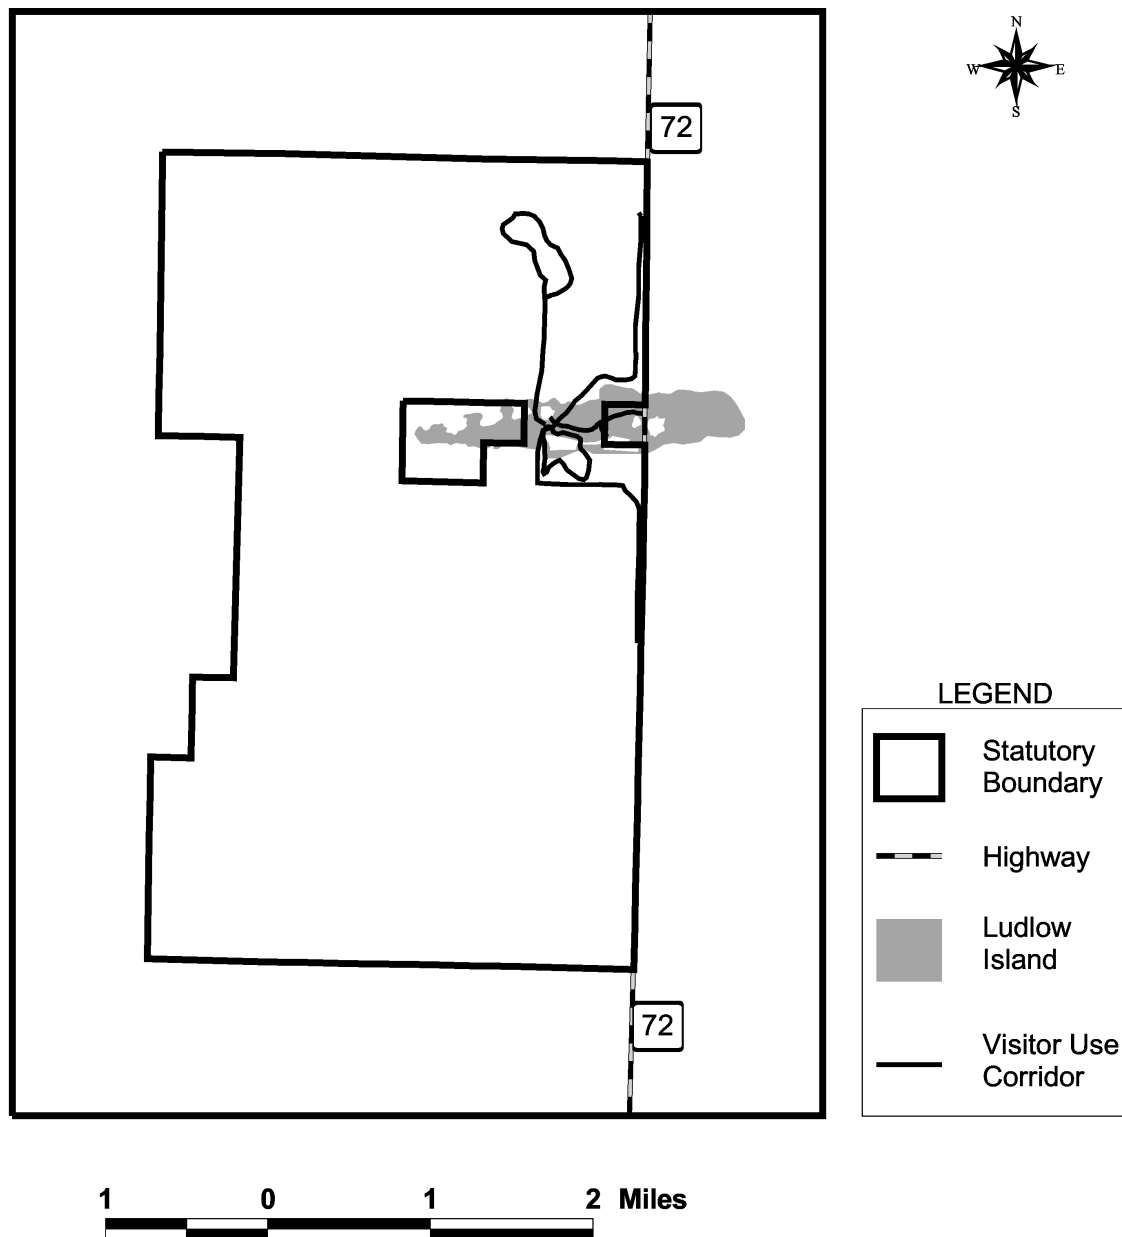 N
W E
S
72
LEGEND
Statutory
Boundary
Highway
Ludlow
Island
72
Visitor Use
Corridor
1 0 1 2 Miles